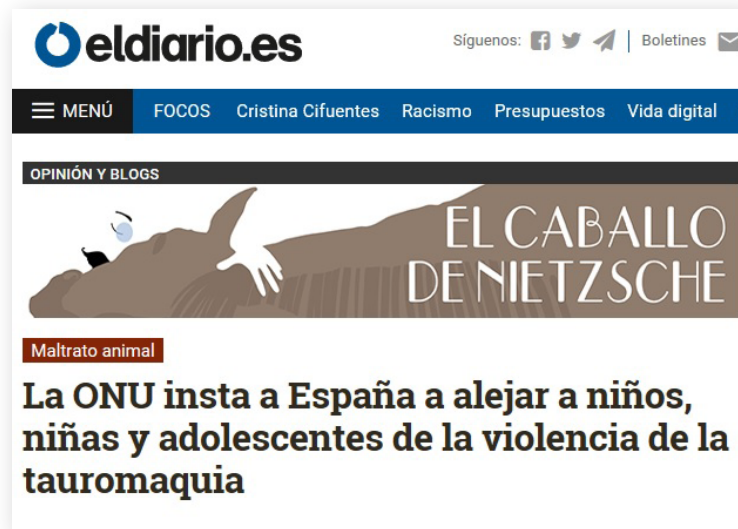 eldiario.es
Síguenos:
Boletines
MENÚ
FOCOS
Cristina Cifuentes
Racismo
Presupuestos
Vida digital
OPINIÓN Y BLOGS
EL CABALLO
DE NIETZSCHE
Maltrato animal
La ONU insta a España a alejar a niños,
niñas y adolescentes de la violencia de la
tauromaquia